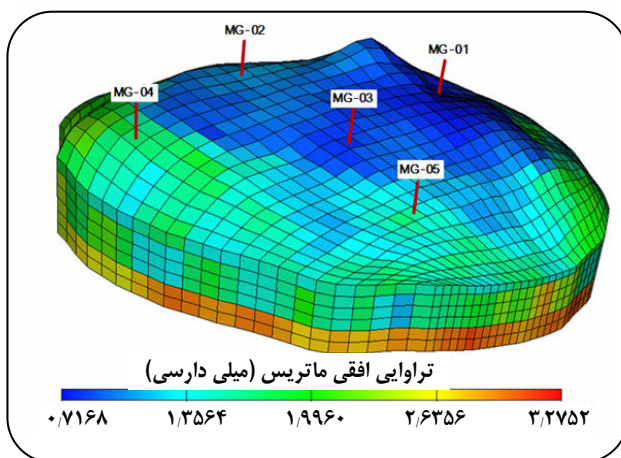 MG-02
MG-01
MG-04
MG-03
MG-05
تراوایی افقی ماتریس (میلی دارسی)
۰٫۷۱۶۸ ۱٫۳۵۶۴ ۱٫۹۹۶۰ ۲٫۶۳۵۶ ۳٫۲۷۵۲